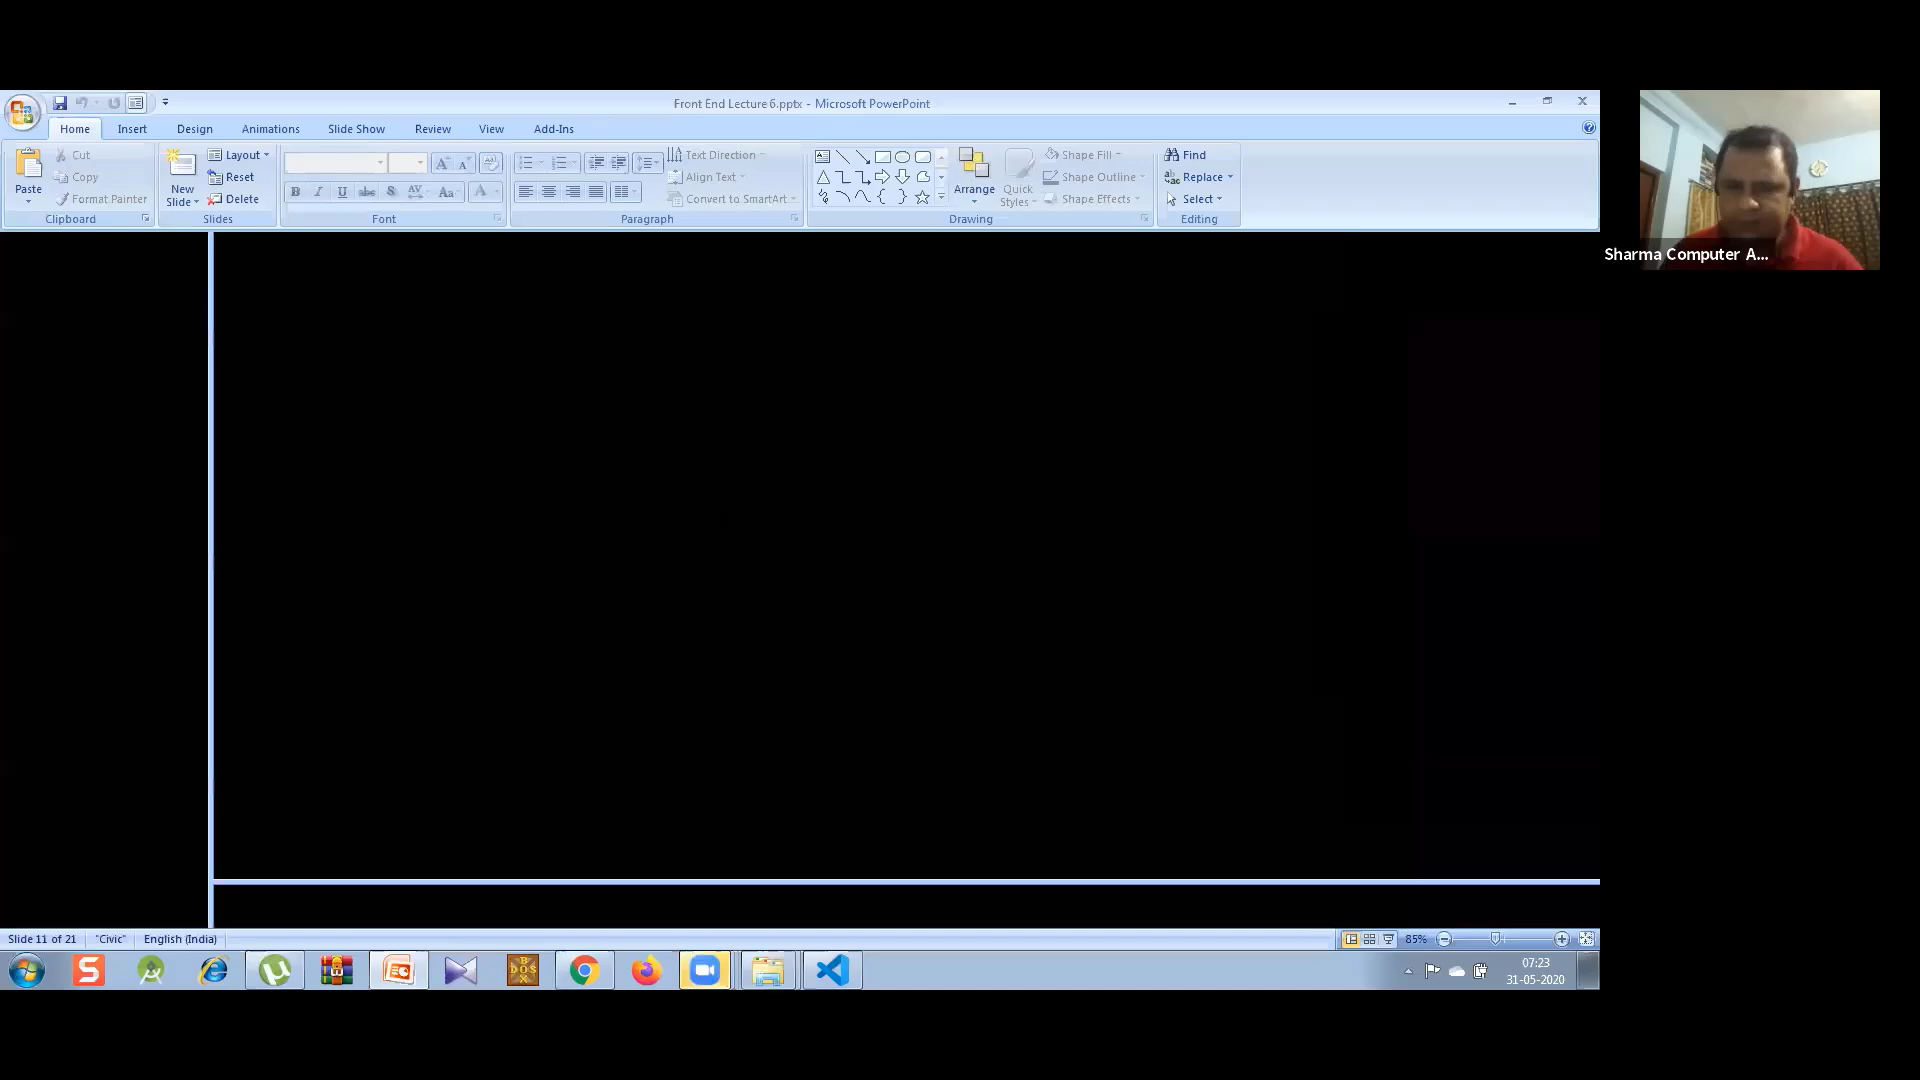 Front End Lecture 6.pptx - Microsoft PowerPoint
Home Insert Design Animations Slide Show Review View Add-Ins
Cut
Copy
Format Painter
Paste
Clipboard
New
Slide
Layout
Reset
Delete
Slides
B I U abc S AV Aa A
Font
Text Direction
Align Text
Convert to SmartArt
Paragraph
Arrange
Quick
Styles
Shape Fill
Shape Outline
Shape Effects
Drawing
Find
Replace
Select
Editing
Sharma Computer A...
Slide 11 of 21 "Civic" English (India) 85%
07:23
31-05-2020